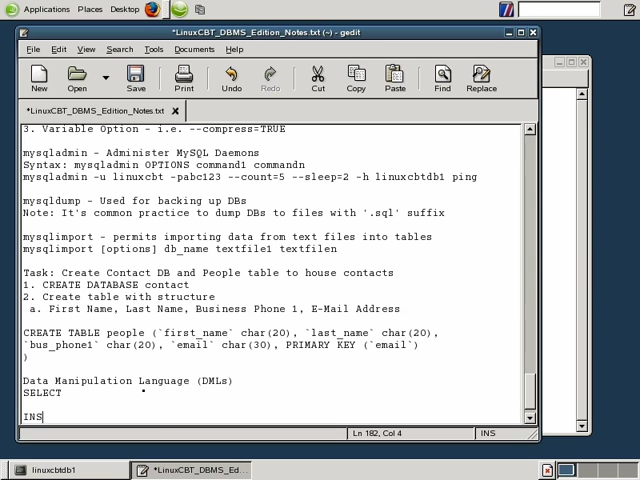 Applications Places Desktop
*LinuxCBT_DBMS_Edition_Notes.txt (~) - gedit
File Edit View Search Tools Documents Help
New Open Save Print Undo Redo Cut Copy Paste Find Replace
*LinuxCBT_DBMS_Edition_Notes.txt
3. Variable Option - i.e. --compress=TRUE
mysqladmin - Administer MySQL Daemons
Syntax: mysqladmin OPTIONS command1 commandn
mysqladmin -u linuxcbt -pabc123 --count=5 --sleep=2 -h linuxcbtdb1 ping
mysqldump - Used for backing up DBs
Note: It's common practice to dump DBs to files with '.sql' suffix
mysqlimport - permits importing data from text files into tables
mysqlimport [options] db_name textfile1 textfilen
Task: Create Contact DB and People table to house contacts
1. CREATE DATABASE contact
2. Create table with structure
a. First Name, Last Name, Business Phone 1, E-Mail Address
CREATE TABLE people (`first_name` char(20), `last_name` char(20),
`bus_phone1` char(20), `email` char(30), PRIMARY KEY (`email`)
)
Data Manipulation Language (DMLs)
SELECT
INS
Ln 182, Col 4 INS
linuxcbtdb1 *LinuxCBT_DBMS_Ed...